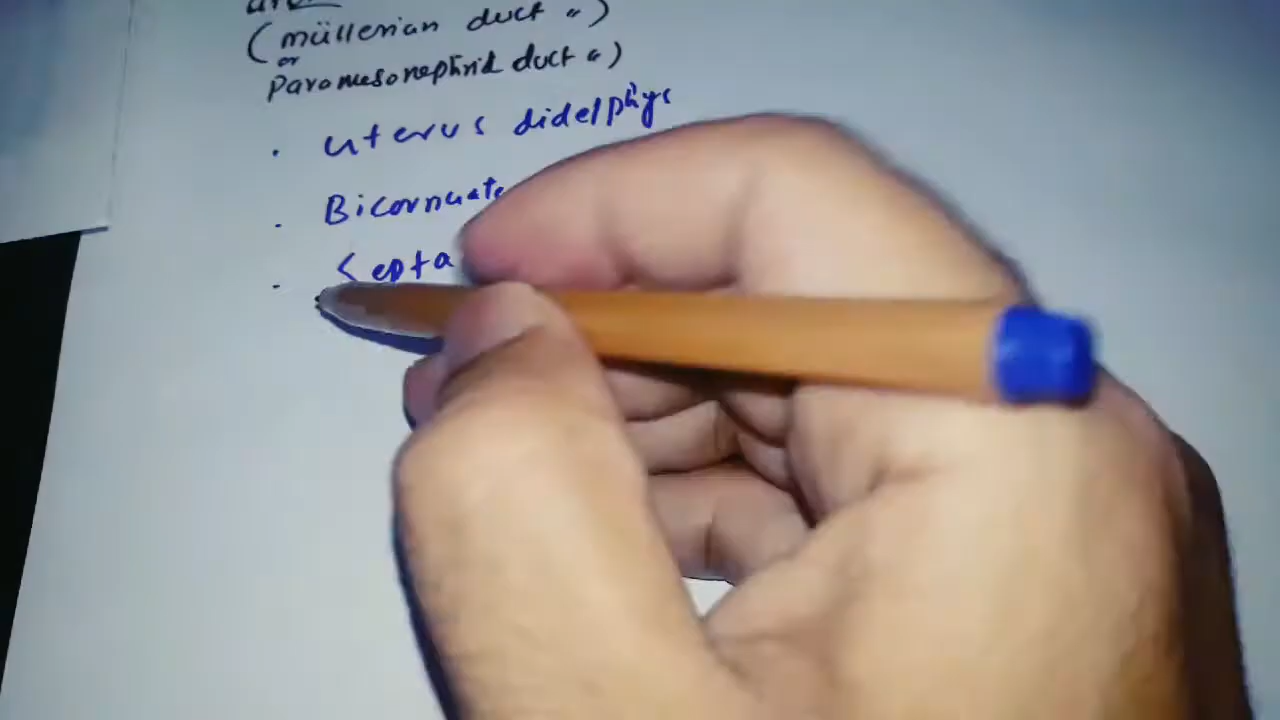 (müllerian duct
or
Paramesonephric duct
. uterus didelphys
. Bicornuate
. Septa